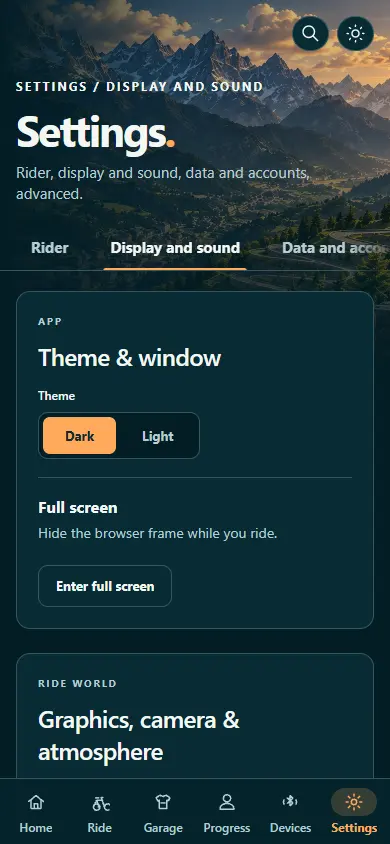 SETTINGS / DISPLAY AND SOUND
Settings.
Rider, display and sound, data and accounts,
advanced.
Rider
Display and sound
Data and acco
APP
Theme & window
Theme
Dark
Light
Full screen
Hide the browser frame while you ride.
Enter full screen
RIDE WORLD
Graphics, camera &
atmosphere
Home
Ride
Garage
Progress
Devices
Settings